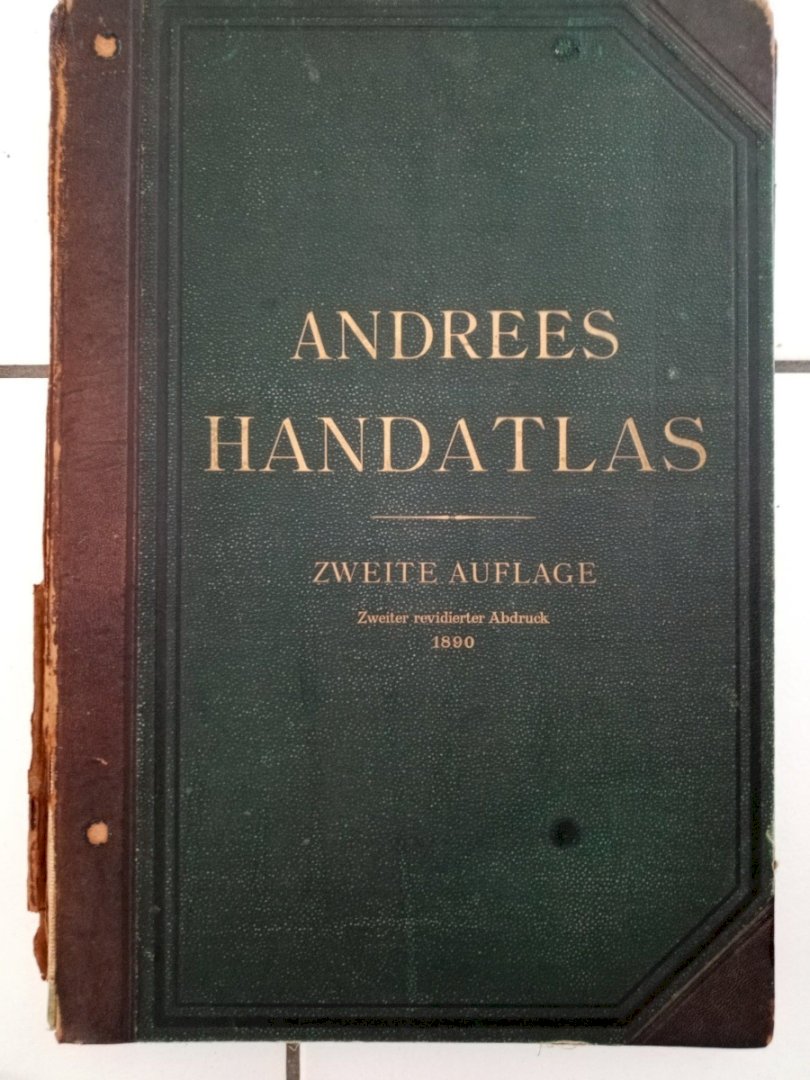 ANDREES
HANDATLAS
ZWEITE AUFLAGE
Zweiter revidierter Abdruck
1890